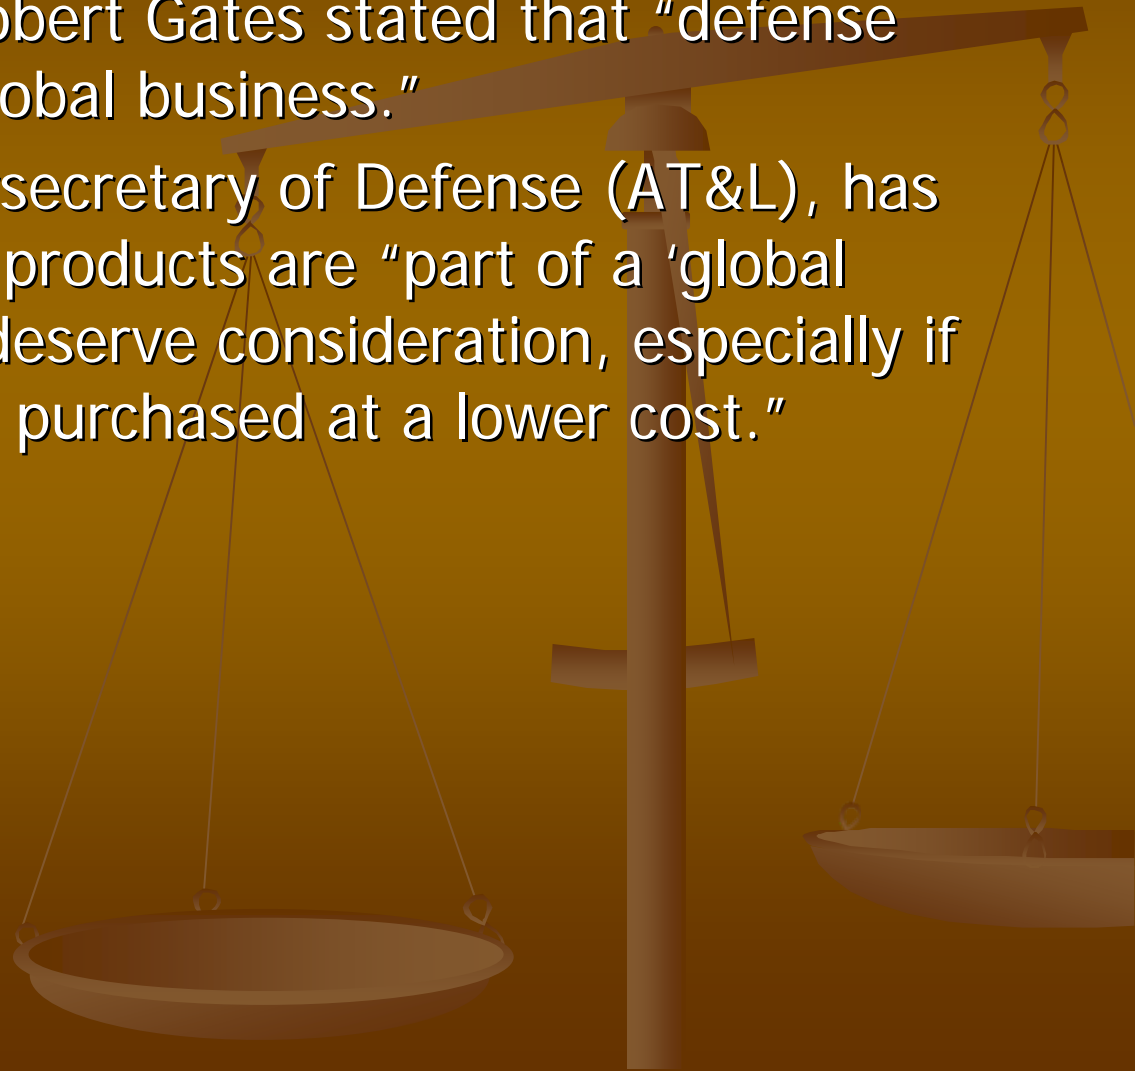 obert Gates stated that “defense
obal business.”
rsecretary of Defense (AT&L), has
products are “part of a ‘global
deserve consideration, especially if
purchased at a lower cost.”